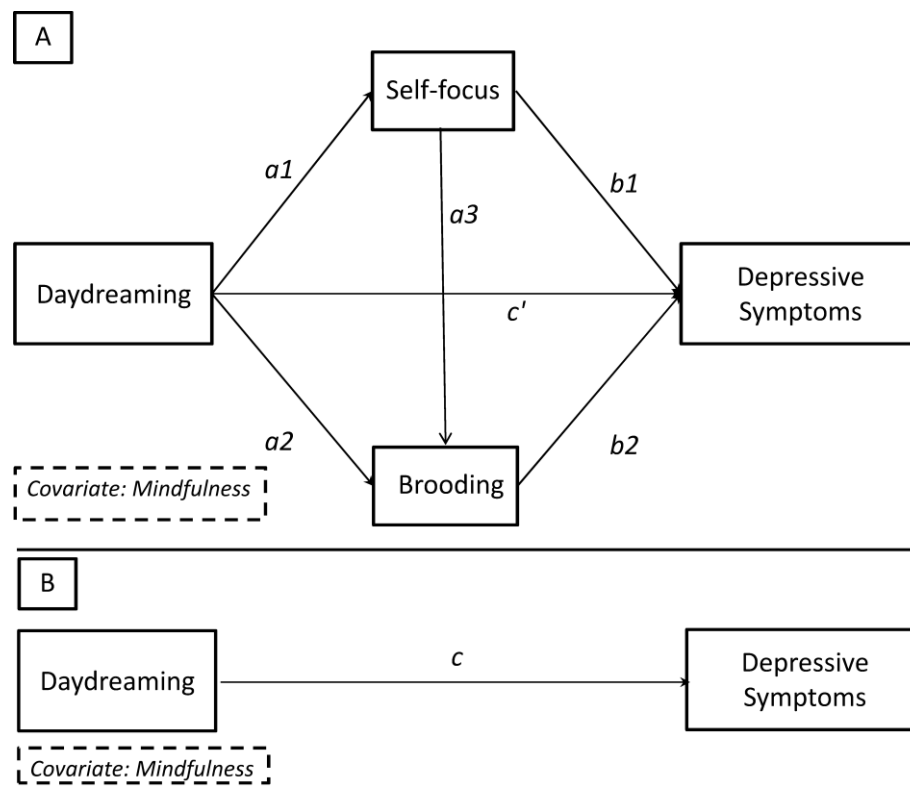 A
Self-focus
a1
b1
a3
Daydreaming
Depressive
Symptoms
c'
a2
b2
Brooding
Covariate: Mindfulness
B
Daydreaming
c
Depressive
Symptoms
Covariate: Mindfulness